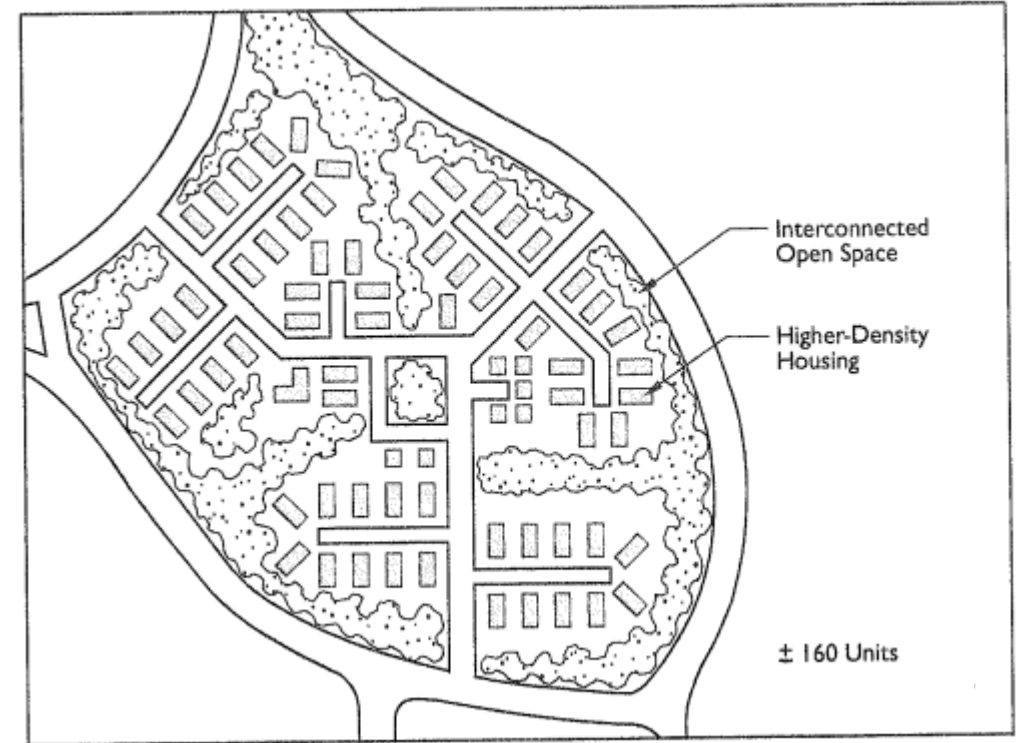 Interconnected
Open Space
Higher-Density
Housing
± 160 Units